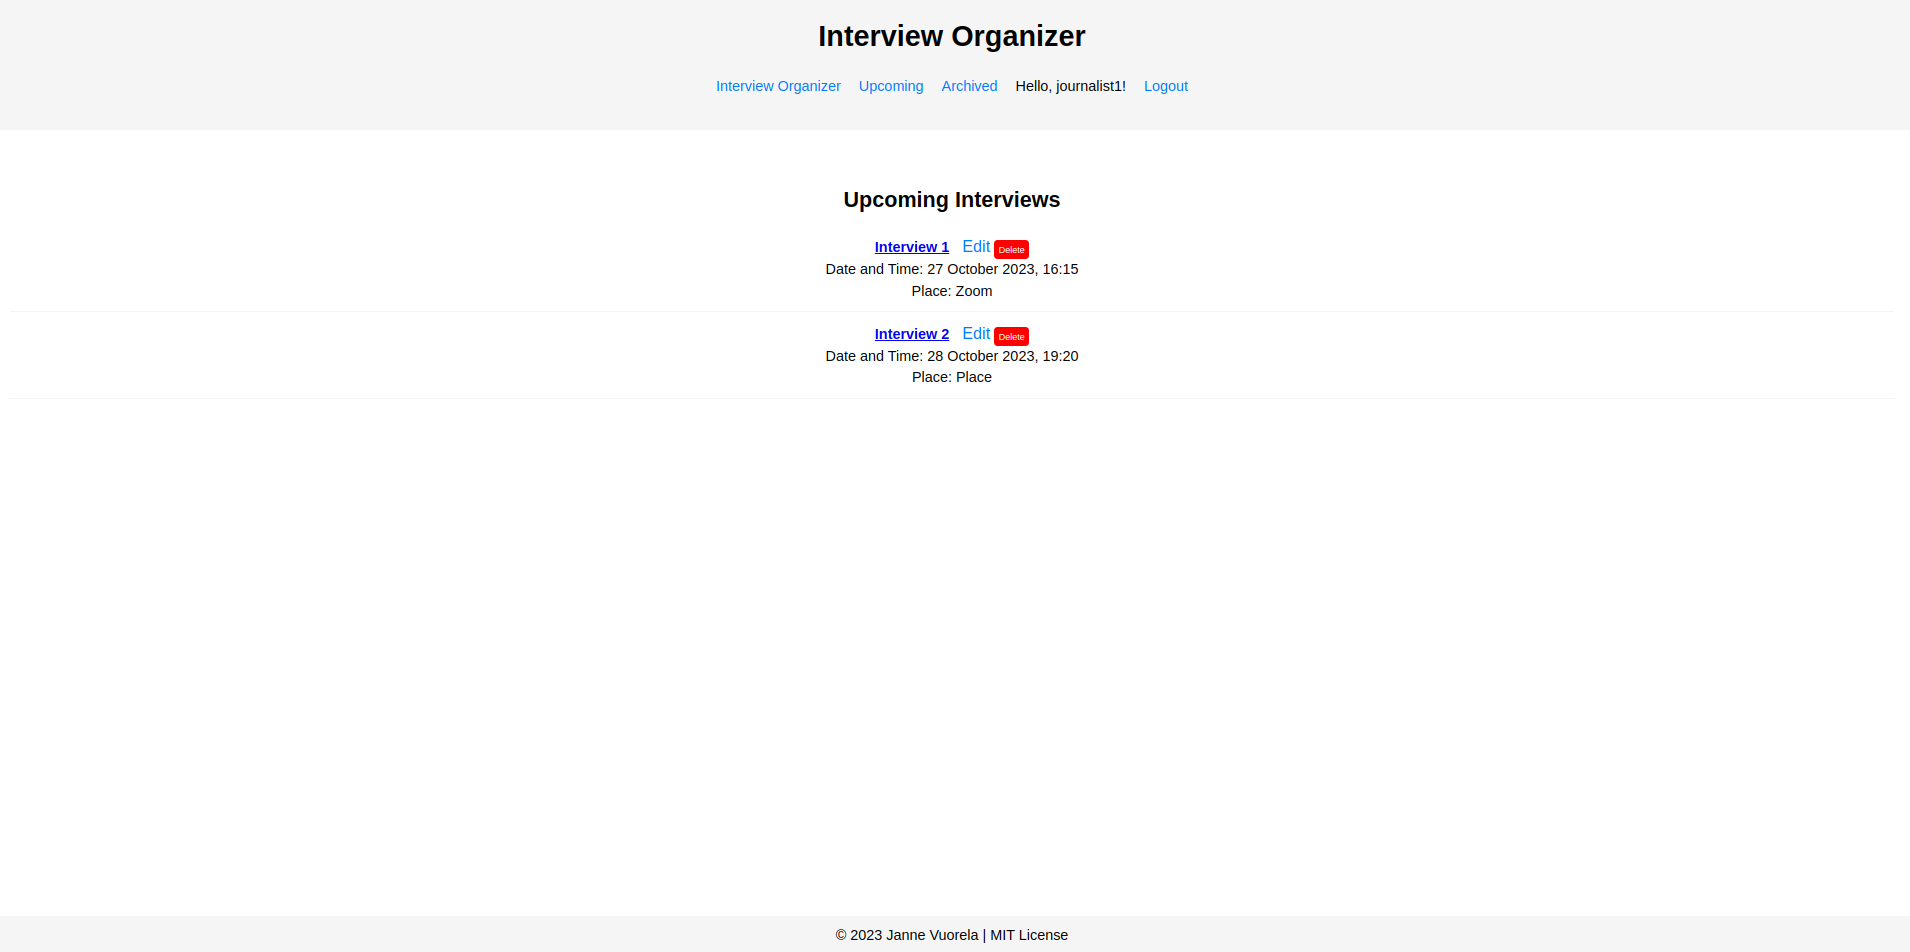 Interview Organizer
Interview Organizer Upcoming Archived Hello, journalist1! Logout
Upcoming Interviews
Interview 1 Edit Delete
Date and Time: 27 October 2023, 16:15
Place: Zoom
Interview 2 Edit Delete
Date and Time: 28 October 2023, 19:20
Place: Place
© 2023 Janne Vuorela | MIT License